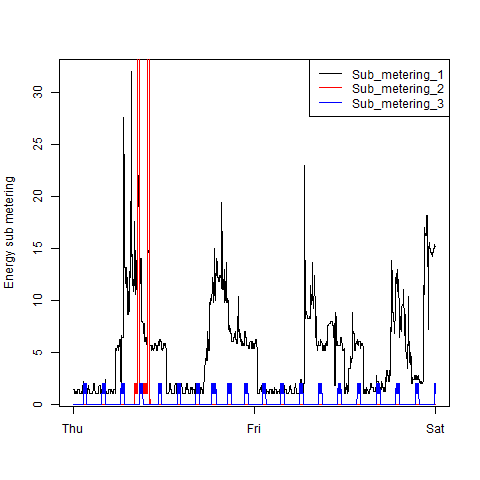 Sub_metering_1
Sub_metering_2
Sub_metering_3
Energy sub metering
30
25
20
15
10
5
0
Thu Fri Sat